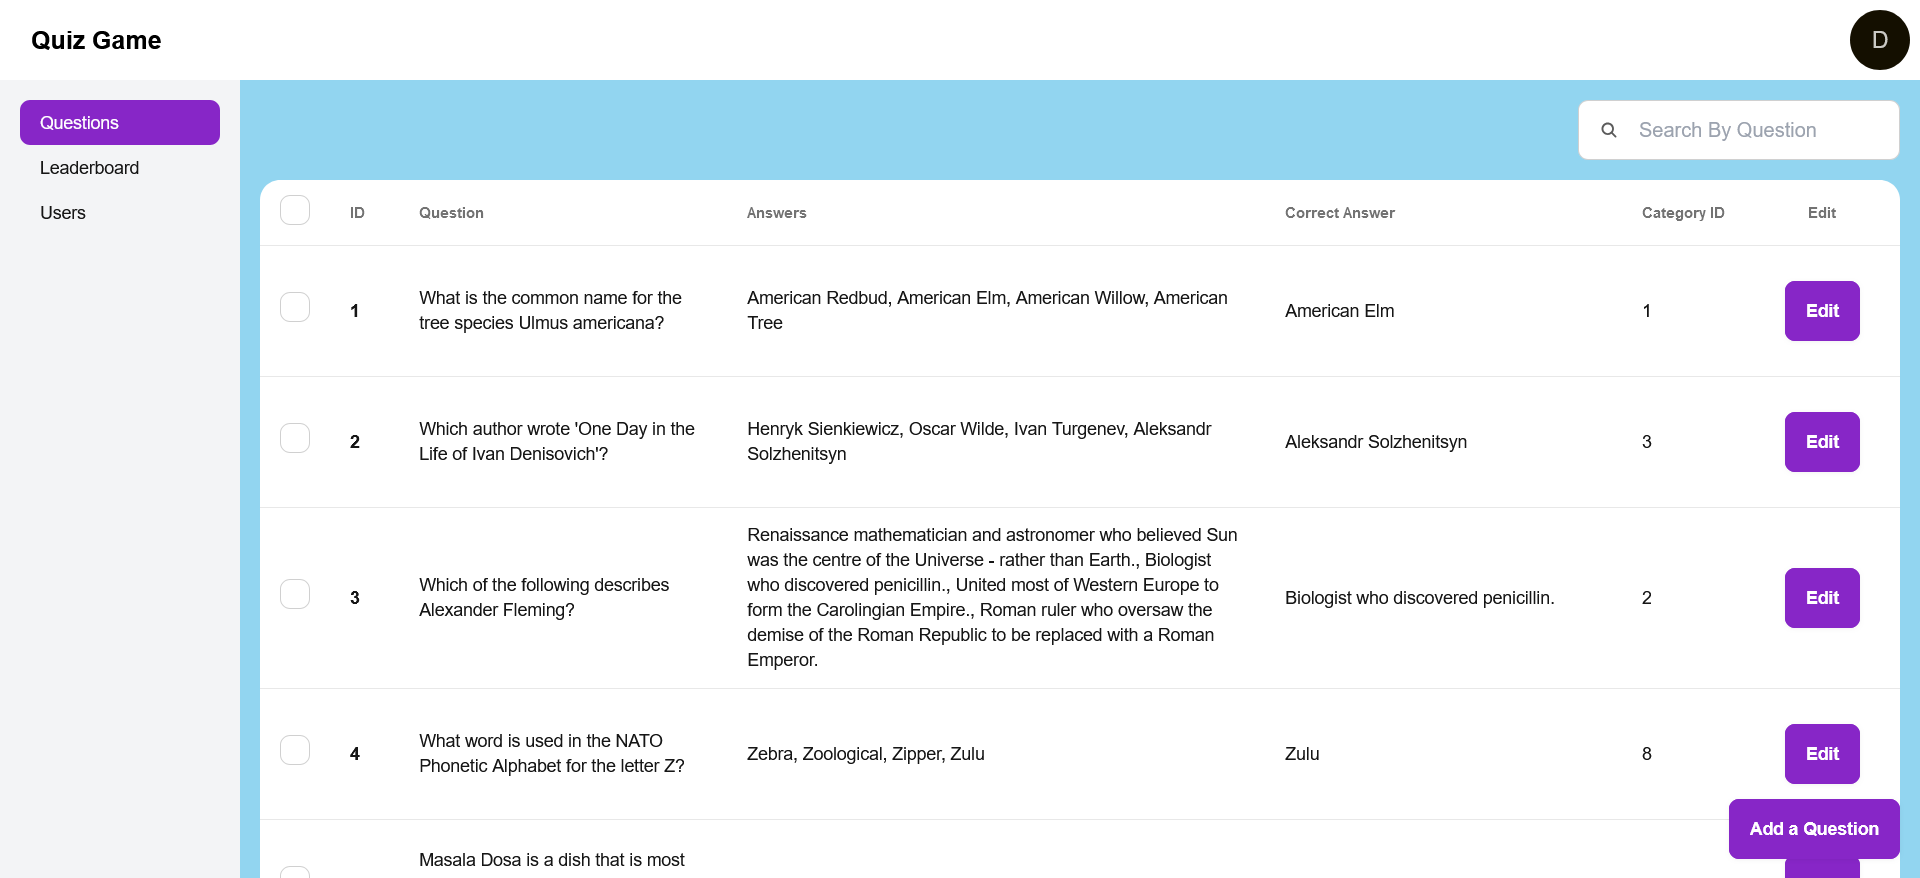 Quiz Game
D
Questions
Leaderboard
Users
Search By Question
ID Question Answers Correct Answer Category ID Edit
1
What is the common name for the
tree species Ulmus americana?
American Redbud, American Elm, American Willow, American
Tree
American Elm
1
Edit
2
Which author wrote 'One Day in the
Life of Ivan Denisovich'?
Henryk Sienkiewicz, Oscar Wilde, Ivan Turgenev, Aleksandr
Solzhenitsyn
Aleksandr Solzhenitsyn
3
Edit
3
Which of the following describes
Alexander Fleming?
Renaissance mathematician and astronomer who believed Sun
was the centre of the Universe - rather than Earth., Biologist
who discovered penicillin., United most of Western Europe to
form the Carolingian Empire., Roman ruler who oversaw the
demise of the Roman Republic to be replaced with a Roman
Emperor.
Biologist who discovered penicillin.
2
Edit
4
What word is used in the NATO
Phonetic Alphabet for the letter Z?
Zebra, Zoological, Zipper, Zulu
Zulu
8
Edit
Add a Question
Masala Dosa is a dish that is most